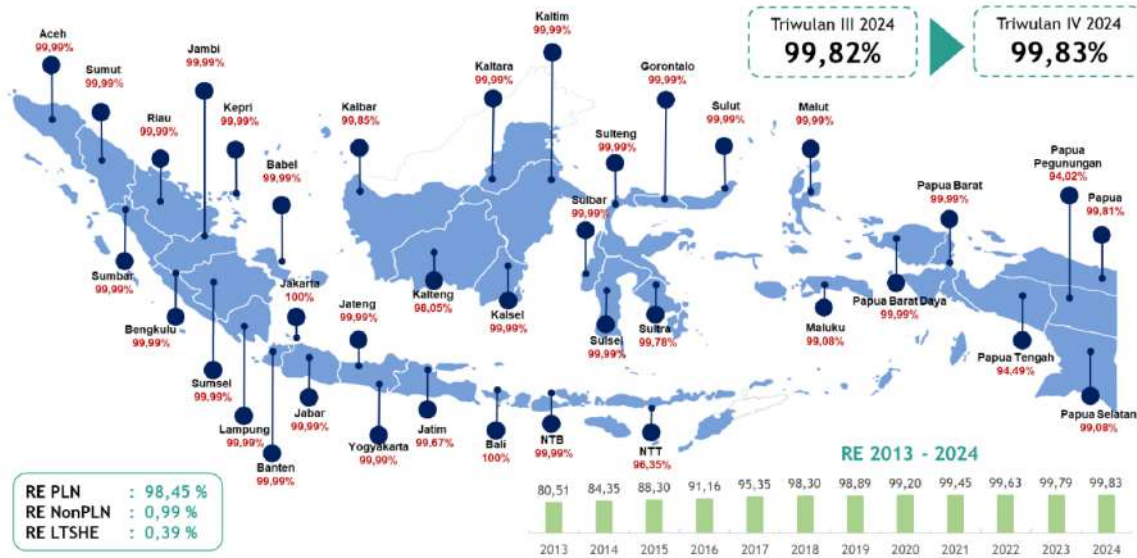 Triwulan III 2024
99,82%
Triwulan IV 2024
99,83%
Aceh
99,99%
Sumut
99,99%
Riau
99,99%
Jambi
99,99%
Kepri
99,99%
Babel
99,99%
Kalbar
99,85%
Kaltara
99,99%
Kaltim
99,99%
Gorontalo
99,99%
Sulteng
99,99%
Sulbar
99,99%
Sulut
99,99%
Malut
99,99%
Papua Barat
99,99%
Papua
Pegunungan
94,02%
Papua
99,81%
Sumbar
99,99%
Bengkulu
99,99%
Sumsel
99,99%
Lampung
99,99%
Banten
99,99%
Jakarta
100%
Jabar
99,99%
Jateng
99,99%
Yogyakarta
99,99%
Jatim
99,67%
Bali
100%
NTB
99,99%
NTT
96,35%
Kalteng
98,05%
Kalsel
99,99%
Sulsel
99,99%
Sultra
99,78%
Maluku
99,08%
Papua Barat Daya
99,99%
Papua Tengah
94,49%
Papua Selatan
99,08%
RE PLN : 98,45 %
RE NonPLN : 0,99 %
RE LTSHE : 0,39 %
RE 2013 - 2024
80,51 84,35 88,30 91,16 95,35 98,30 98,89 99,20 99,45 99,63 99,79 99,83
2013 2014 2015 2016 2017 2018 2019 2020 2021 2022 2023 2024